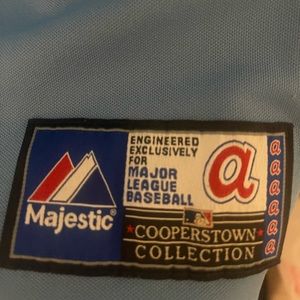 Majestic®
ENGINEERED
EXCLUSIVELY
FOR
MAJOR
LEAGUE
BASEBALL
a
COOPERSTOWN
COLLECTION
a
a
a
a
a
a